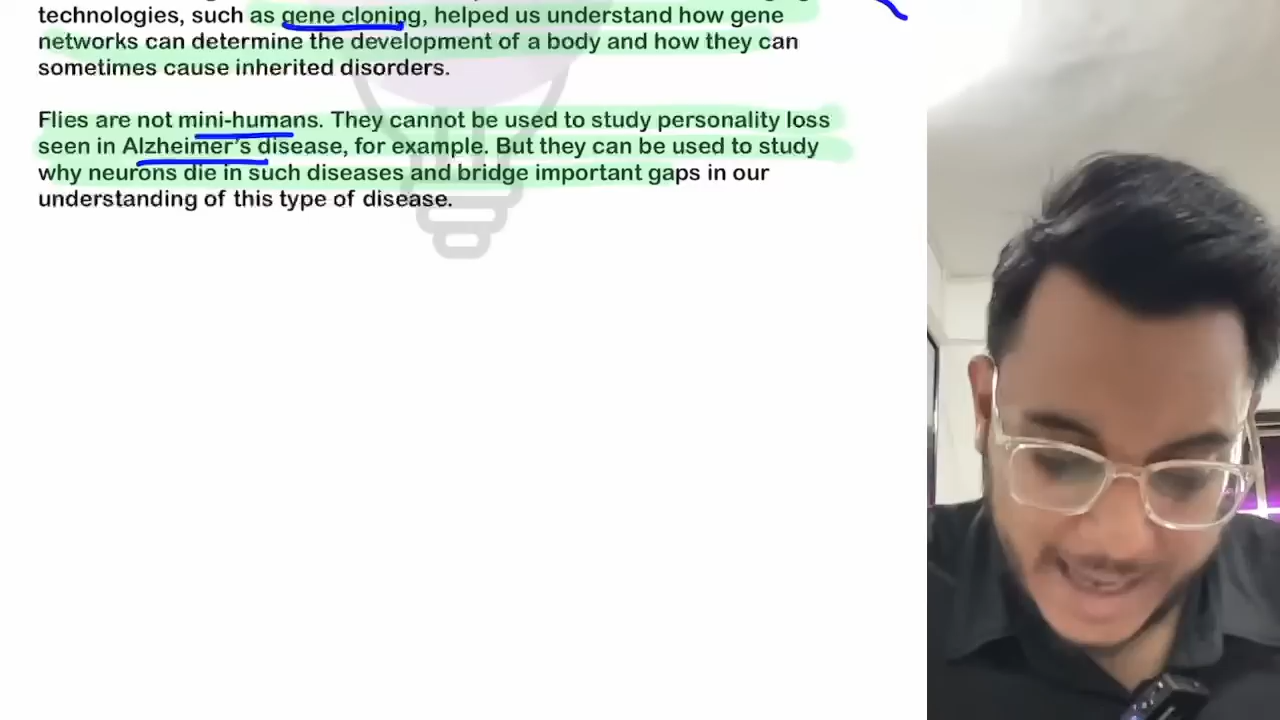 technologies, such as gene cloning, helped us understand how gene
networks can determine the development of a body and how they can
sometimes cause inherited disorders.
Flies are not mini-humans. They cannot be used to study personality loss
seen in Alzheimer's disease, for example. But they can be used to study
why neurons die in such diseases and bridge important gaps in our
understanding of this type of disease.